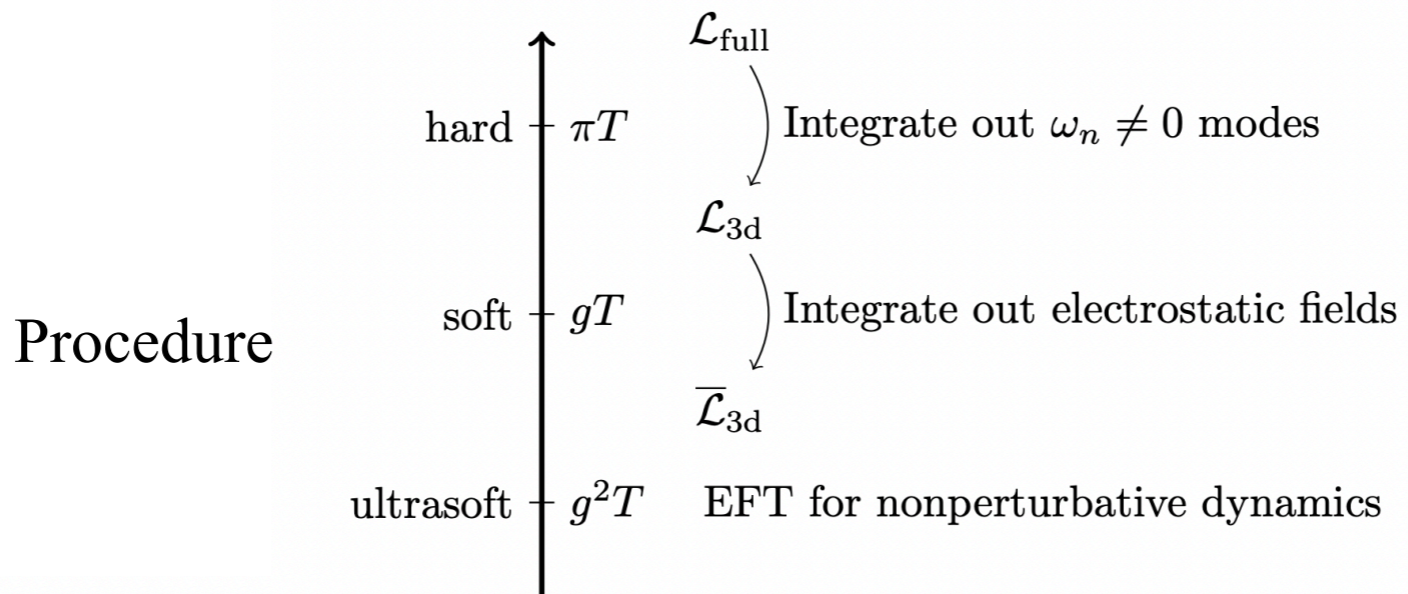 ℒ_full
hard πT Integrate out ωₙ ≠ 0 modes
ℒ_3d
soft gT Integrate out electrostatic fields
Procedure
ℒ̅_3d
ultrasoft g²T EFT for nonperturbative dynamics